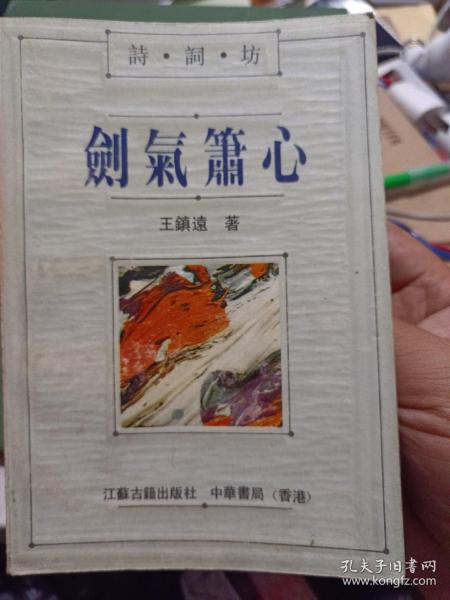 詩·詞·坊
劍氣簫心
王鎮遠 著
江蘇古籍出版社 中華書局（香港）
孔夫子旧书网
www.kongfz.com